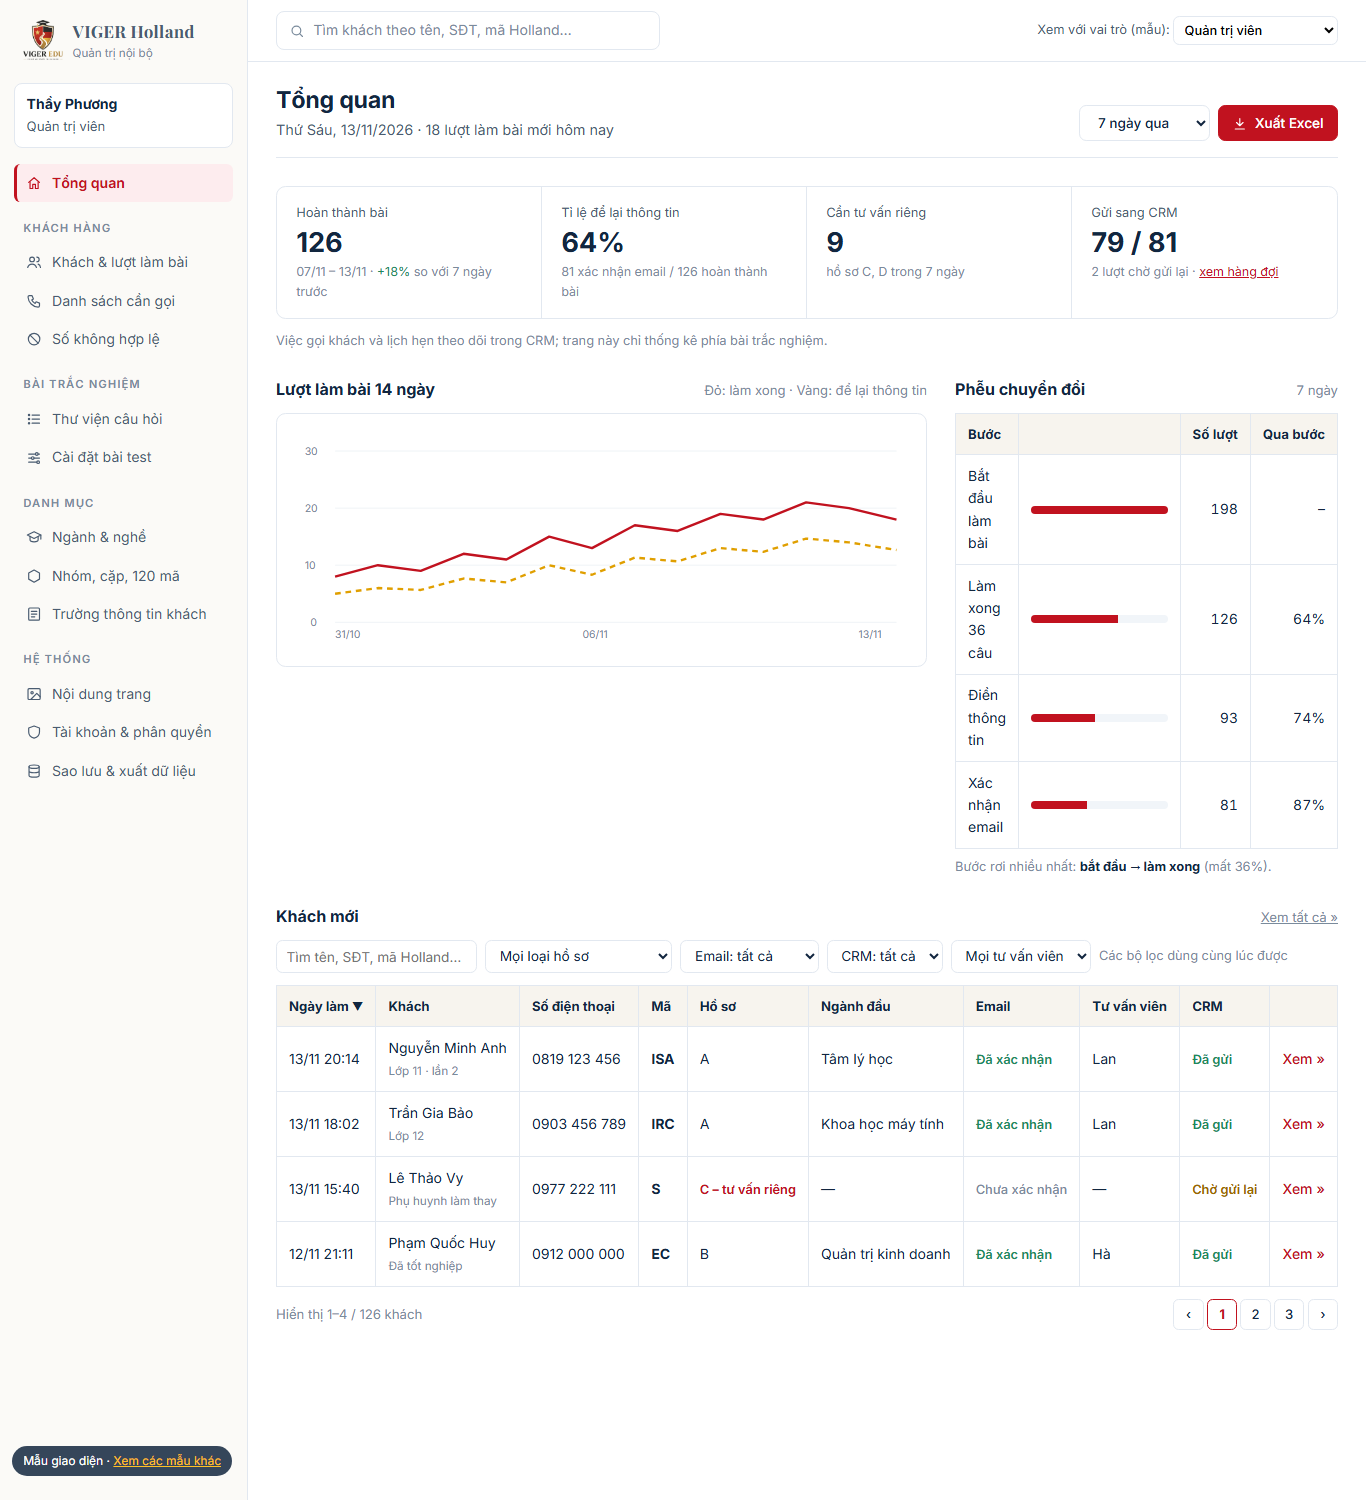 VIGER Holland
Quản trị nội bộ
VIGER EDU
Thầy Phương
Quản trị viên
Tổng quan
KHÁCH HÀNG
Khách & lượt làm bài
Danh sách cần gọi
Số không hợp lệ
BÀI TRẮC NGHIỆM
Thư viện câu hỏi
Cài đặt bài test
DANH MỤC
Ngành & nghề
Nhóm, cặp, 120 mã
Trường thông tin khách
HỆ THỐNG
Nội dung trang
Tài khoản & phân quyền
Sao lưu & xuất dữ liệu
Mẫu giao diện · Xem các mẫu khác
Tìm khách theo tên, SĐT, mã Holland...
Xem với vai trò (mẫu): Quản trị viên
Tổng quan
Thứ Sáu, 13/11/2026 · 18 lượt làm bài mới hôm nay
7 ngày qua
Xuất Excel
Hoàn thành bài
126
07/11 – 13/11 · +18% so với 7 ngày
trước
Tỉ lệ để lại thông tin
64%
81 xác nhận email / 126 hoàn thành
bài
Cần tư vấn riêng
9
hồ sơ C, D trong 7 ngày
Gửi sang CRM
79 / 81
2 lượt chờ gửi lại · xem hàng đợi
Việc gọi khách và lịch hẹn theo dõi trong CRM; trang này chỉ thống kê phía bài trắc nghiệm.
Lượt làm bài 14 ngày
Đỏ: làm xong · Vàng: để lại thông tin
30
20
10
0
31/10 06/11 13/11
Phễu chuyển đổi
7 ngày
Bước Số lượt Qua bước
Bắt
đầu
làm
bài
198 –
Làm
xong
36
câu
126 64%
Điền
thông
tin
93 74%
Xác
nhận
email
81 87%
Bước rơi nhiều nhất: bắt đầu → làm xong (mất 36%).
Khách mới
Xem tất cả »
Tìm tên, SĐT, mã Holland... Mọi loại hồ sơ Email: tất cả CRM: tất cả Mọi tư vấn viên Các bộ lọc dùng cùng lúc được
Ngày làm ▼ Khách Số điện thoại Mã Hồ sơ Ngành đầu Email Tư vấn viên CRM
13/11 20:14 Nguyễn Minh Anh 0819 123 456 ISA A Tâm lý học Đã xác nhận Lan Đã gửi Xem »
Lớp 11 · lần 2
13/11 18:02 Trần Gia Bảo 0903 456 789 IRC A Khoa học máy tính Đã xác nhận Lan Đã gửi Xem »
Lớp 12
13/11 15:40 Lê Thảo Vy 0977 222 111 S C – tư vấn riêng — Chưa xác nhận — Chờ gửi lại Xem »
Phụ huynh làm thay
12/11 21:11 Phạm Quốc Huy 0912 000 000 EC B Quản trị kinh doanh Đã xác nhận Hà Đã gửi Xem »
Đã tốt nghiệp
Hiển thị 1–4 / 126 khách
‹ 1 2 3 ›